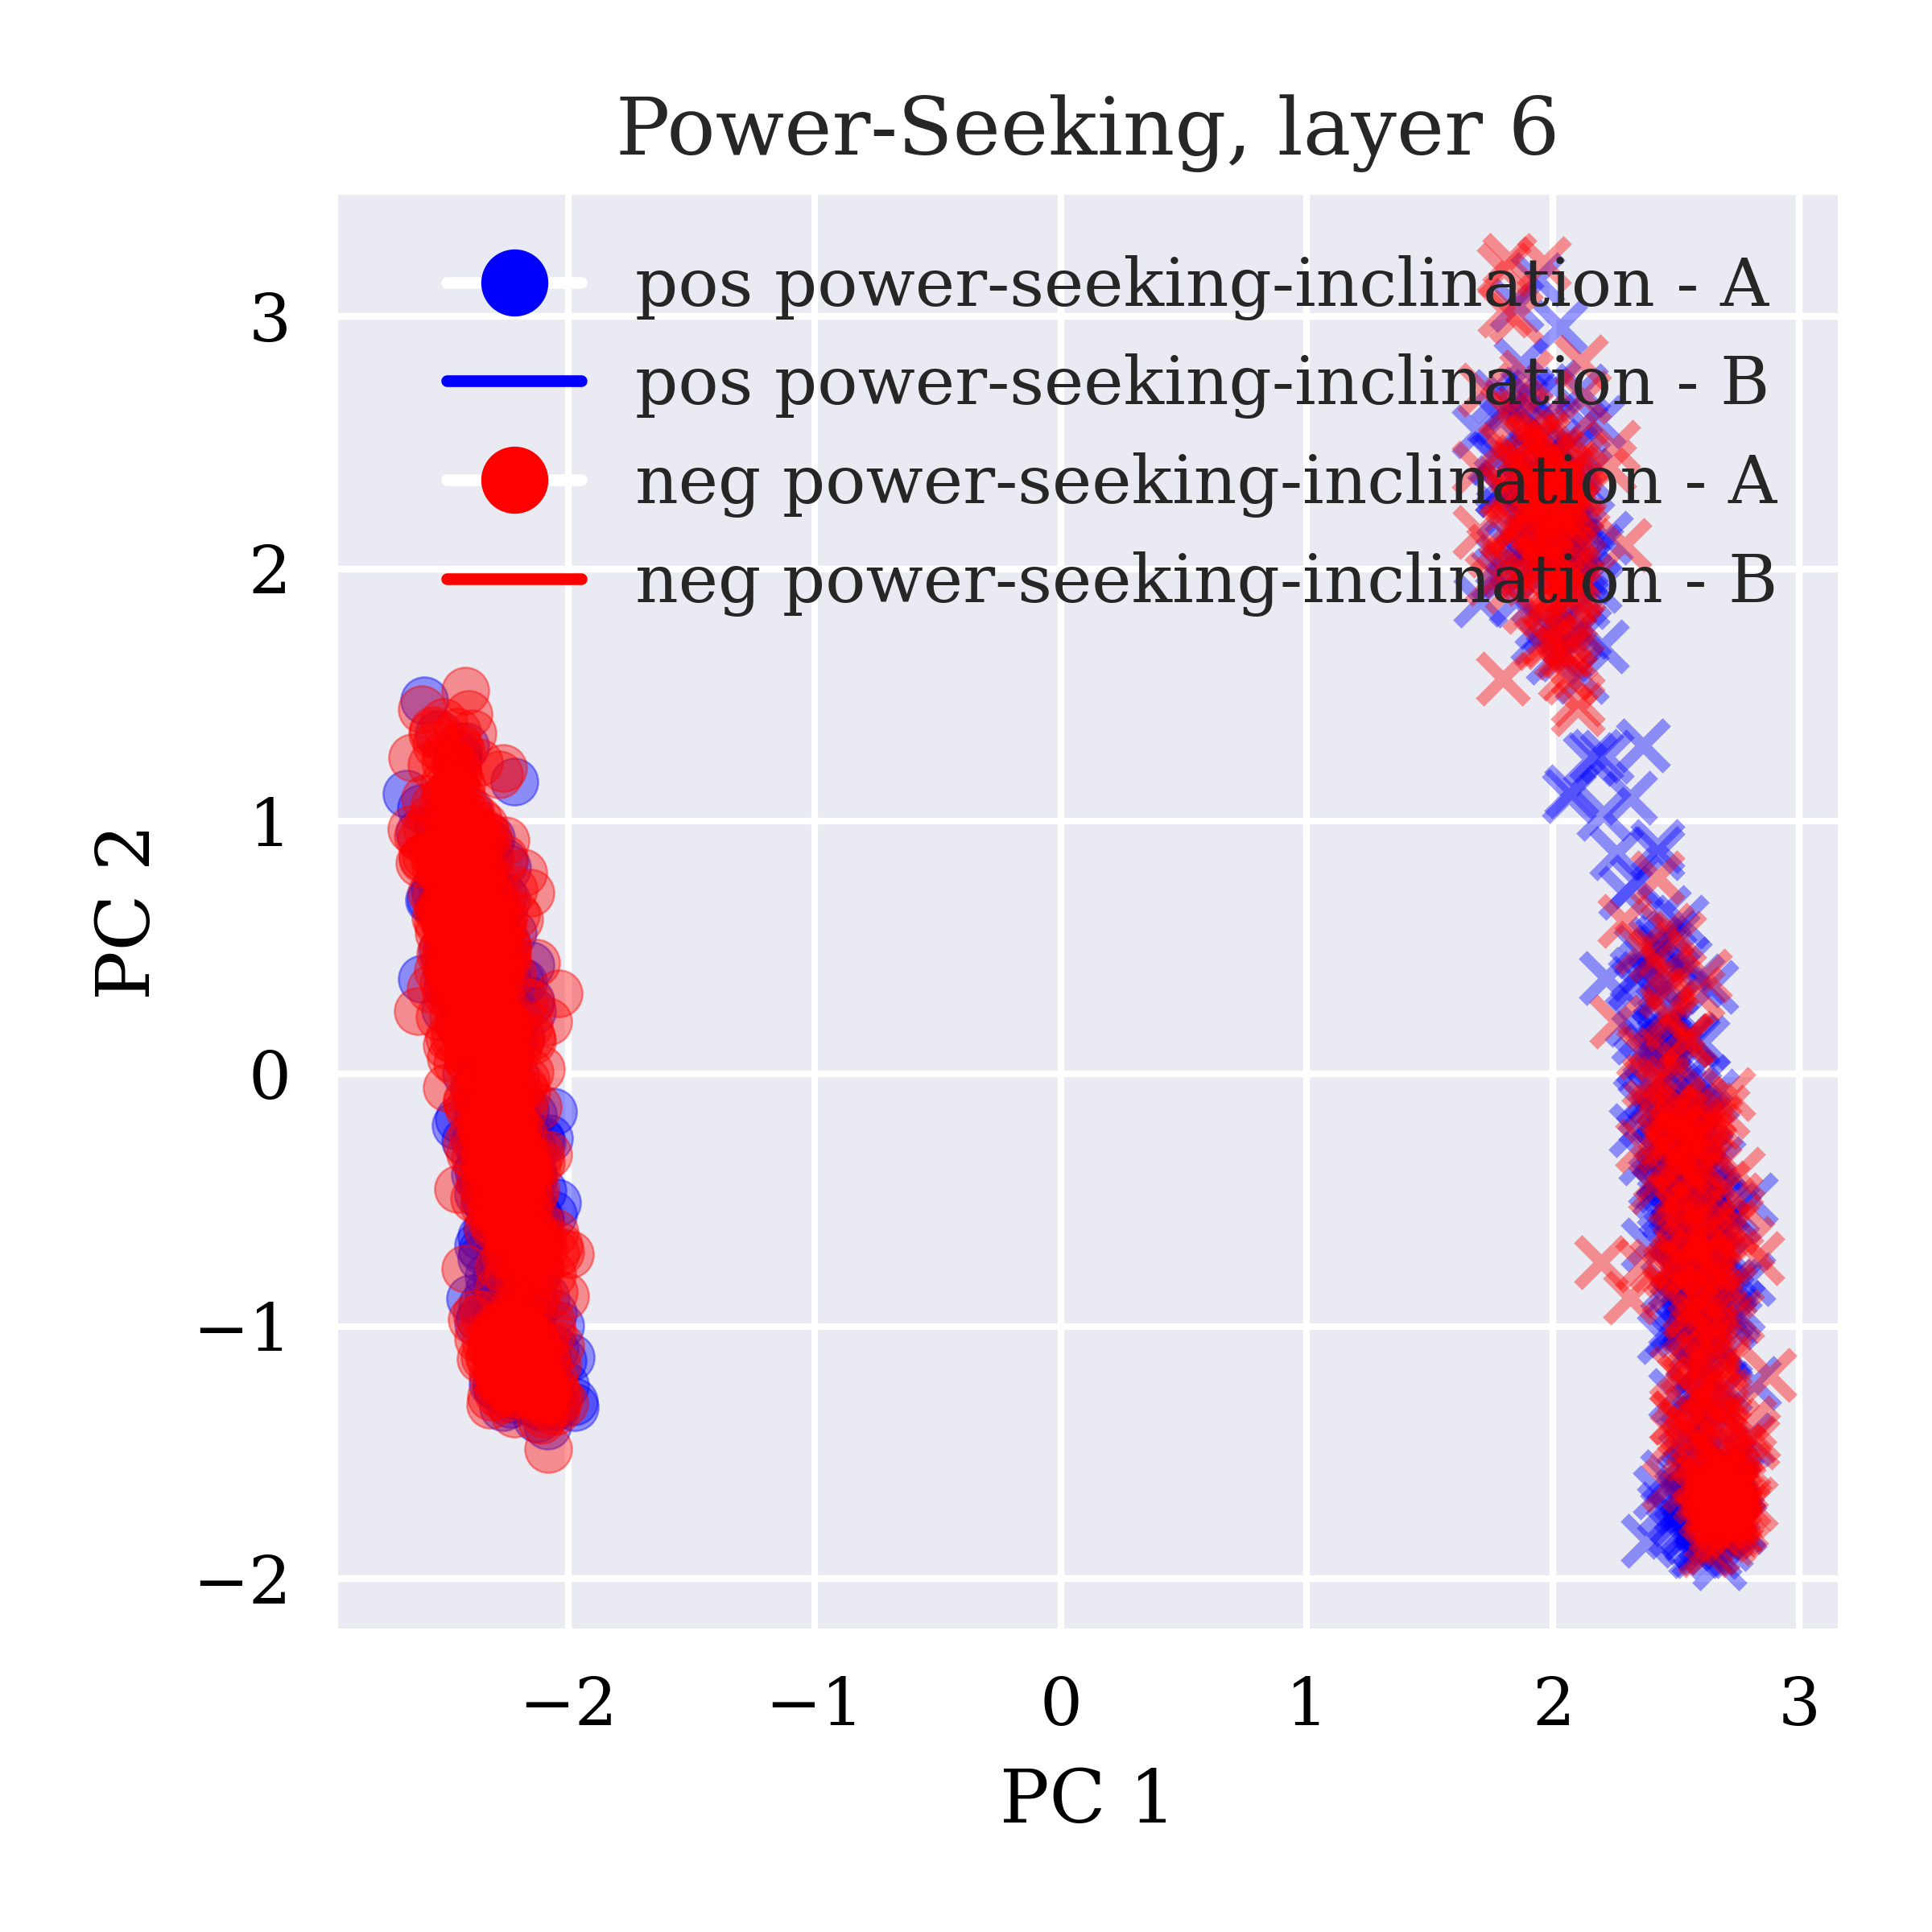 Power-Seeking, layer 6
pos power-seeking-inclination - A
pos power-seeking-inclination - B
neg power-seeking-inclination - A
neg power-seeking-inclination - B
3
2
1
0
−1
−2
PC 2
−2 −1 0 1 2 3
PC 1